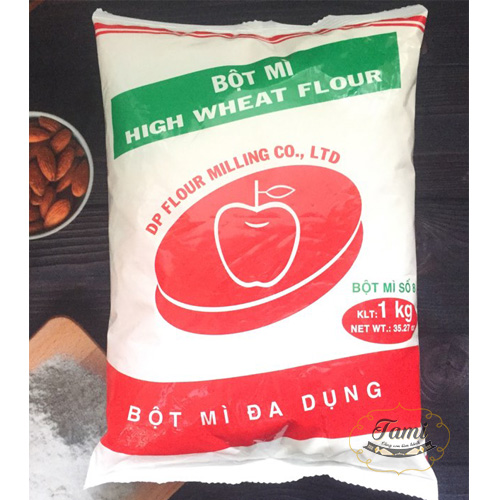 BỘT MÌ
HIGH WHEAT FLOUR
DP FLOUR MILLING CO., LTD
BỘT MÌ SỐ 8
KLT: 1 kg
NET WT.: 35.27
BỘT MÌ ĐA DỤNG
Tami